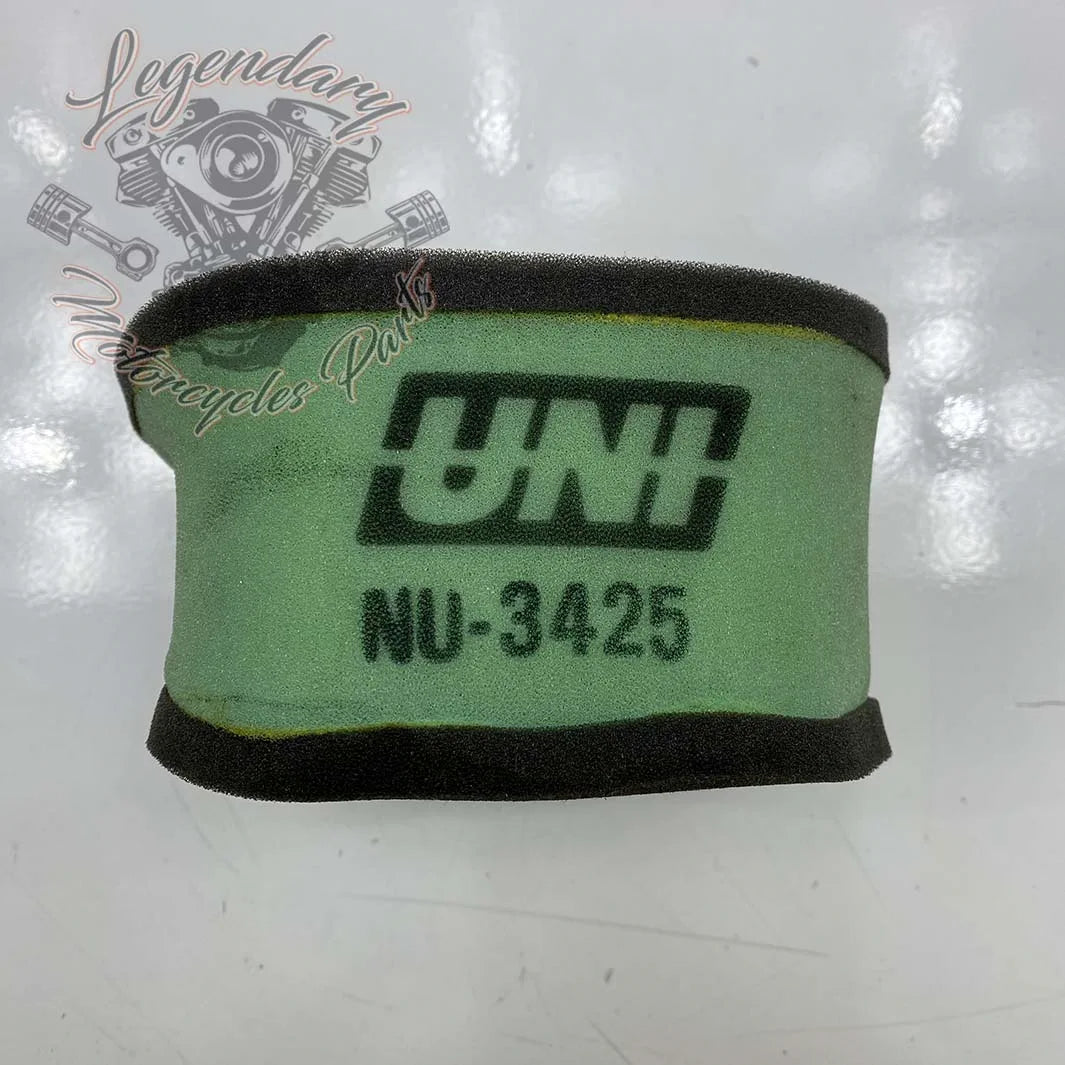 Legendary
Motorcycles Parts
UNI
NU-3425